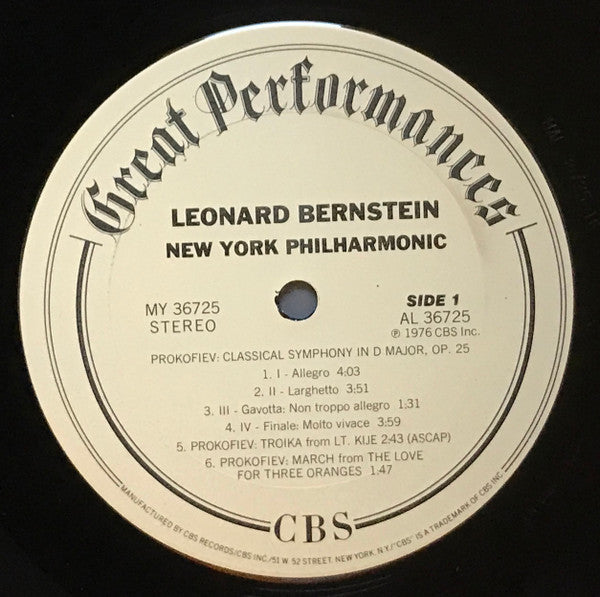 Great Performances
LEONARD BERNSTEIN
NEW YORK PHILHARMONIC
MY 36725
STEREO
SIDE 1
AL 36725
℗ 1976 CBS Inc.
PROKOFIEV: CLASSICAL SYMPHONY IN D MAJOR, OP. 25
1. I - Allegro 4:03
2. II - Larghetto 3:51
3. III - Gavotta: Non troppo allegro 1:31
4. IV - Finale: Molto vivace 3:59
5. PROKOFIEV: TROIKA from LT. KIJE 2:43 (ASCAP)
6. PROKOFIEV: MARCH from THE LOVE
FOR THREE ORANGES 1:47
CBS
MANUFACTURED BY CBS RECORDS/CBS INC./51 W. 52 STREET, NEW YORK, N.Y./"CBS" IS A TRADEMARK OF CBS INC.